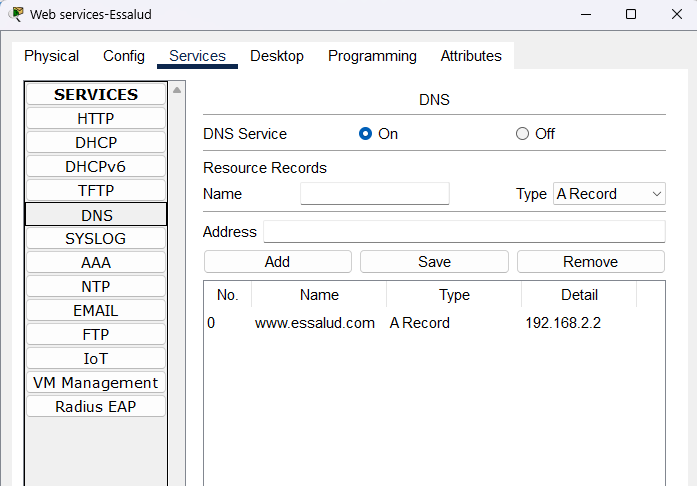 Web services-Essalud
Physical Config Services Desktop Programming Attributes
SERVICES
HTTP
DHCP
DHCPv6
TFTP
DNS
SYSLOG
AAA
NTP
EMAIL
FTP
IoT
VM Management
Radius EAP
DNS
DNS Service On Off
Resource Records
Name Type A Record
Address
Add Save Remove
No. Name Type Detail
0 www.essalud.com A Record 192.168.2.2